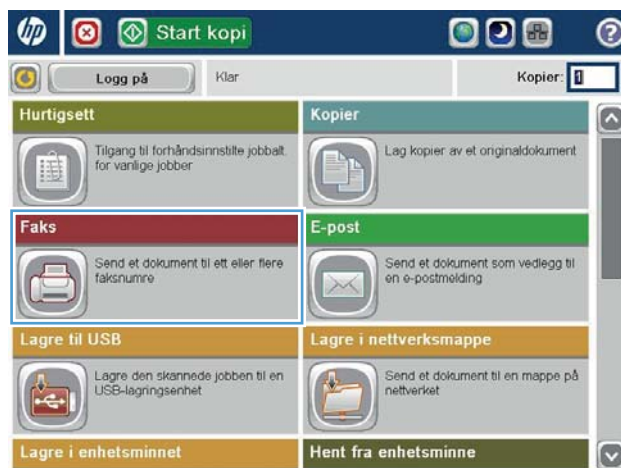 hp
Start kopi
?
Logg på
Klar
Kopier: 1
Hurtigsett
Tilgang til forhåndsinnstilte jobbalt.
for vanlige jobber
Kopier
Lag kopier av et originaldokument
Faks
Send et dokument til ett eller flere
faksnumre
E-post
Send et dokument som vedlegg til
en e-postmelding
Lagre til USB
Lagre den skannede jobben til en
USB-lagringsenhet
Lagre i nettverksmappe
Send et dokument til en mappe på
nettverket
Lagre i enhetsminnet
Hent fra enhetsminne